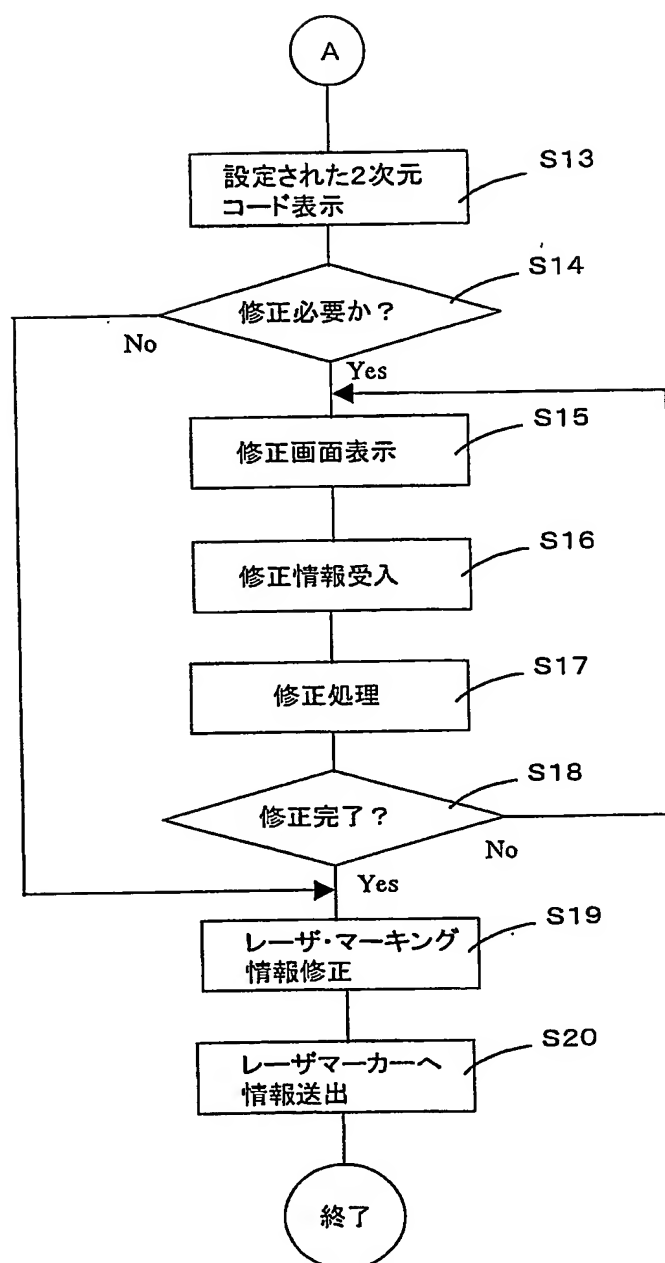 A
設定された2次元
コード表示
S13
修正必要か?
S14
No
Yes
修正画面表示
S15
修正情報受入
S16
修正処理
S17
修正完了?
S18
No
Yes
レーザ・マーキング
情報修正
S19
レーザマーカーへ
情報送出
S20
終了